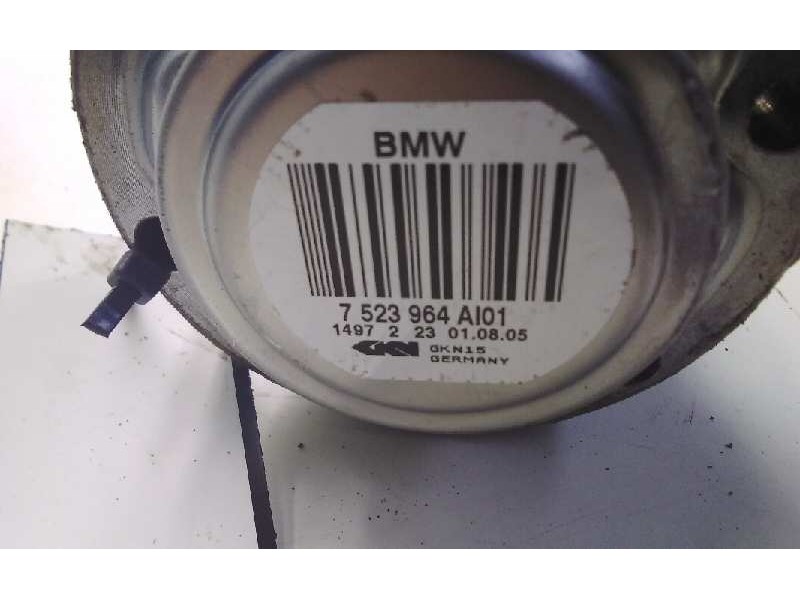 BMW
7 523 964 AI01
1497 2 23 01.08.05
GKN GKN15
GERMANY